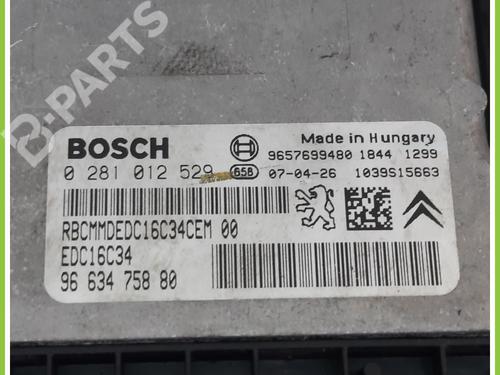 B-PARTS
BOSCH
Made in Hungary
9657699480 1844 1299
0 281 012 529
658
07-04-26 1039S15663
RBCMMDEDC16C34CEM 00
EDC16C34
96 634 758 80